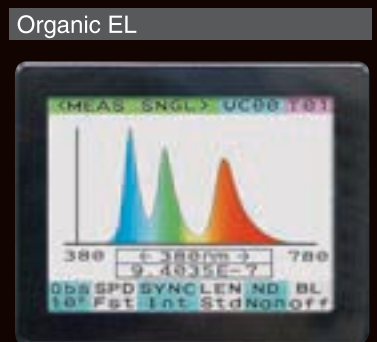 Organic EL
<MEAS SNGL> UC00 T01
380 ← 380nm → 780
9.4035E-7
Obs SPD SYNC LEN ND BL
10° Fst Int Std Non off